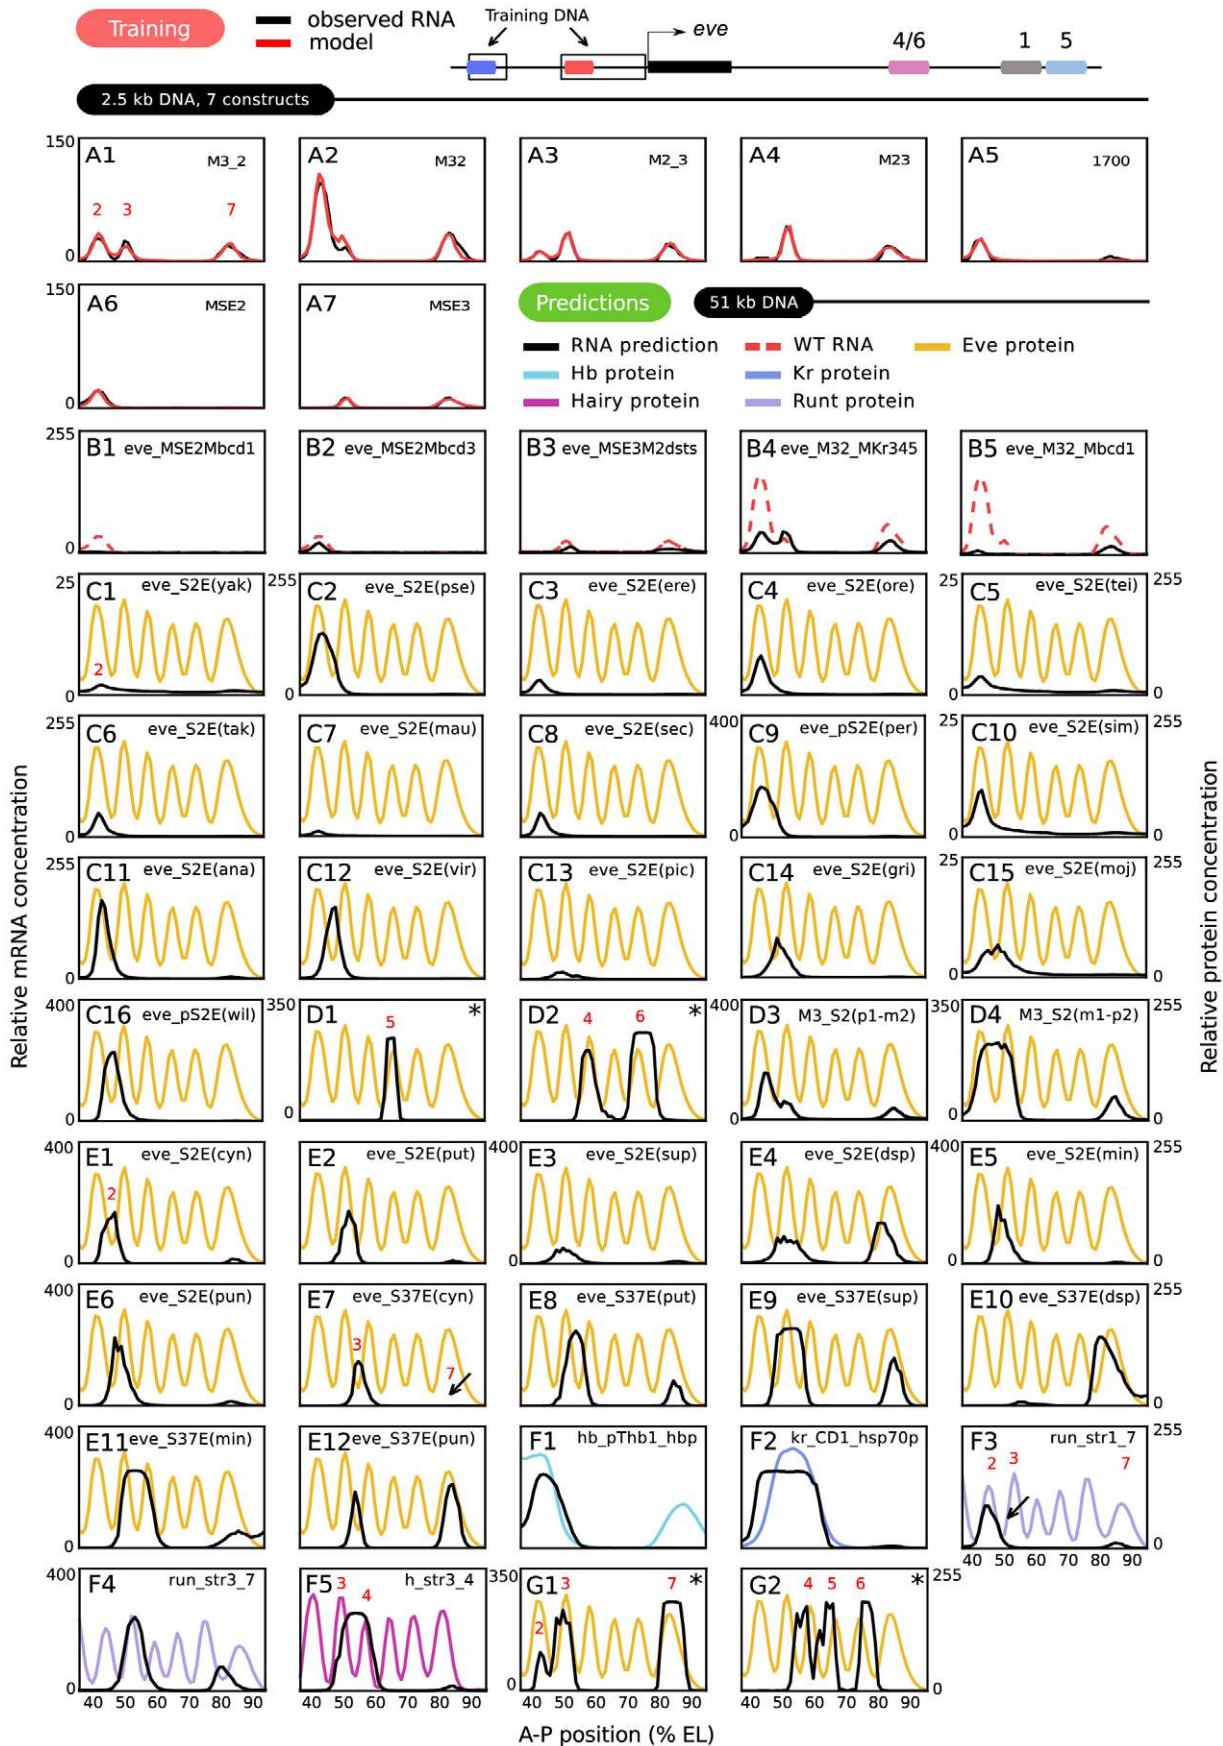 Training
observed RNA
model
Training DNA
eve
4/6
1
5
2.5 kb DNA, 7 constructs
150
0
A1
M3_2
2
3
7
A2
M32
A3
M2_3
A4
M23
A5
1700
150
0
A6
MSE2
A7
MSE3
Predictions
51 kb DNA
RNA prediction
WT RNA
Eve protein
Hb protein
Kr protein
Hairy protein
Runt protein
255
0
B1 eve_MSE2Mbcd1
B2 eve_MSE2Mbcd3
B3 eve_MSE3M2dsts
B4 eve_M32_MKr345
B5 eve_M32_Mbcd1
25
0
C1 eve_S2E(yak)
2
255
0
C2 eve_S2E(pse)
C3 eve_S2E(ere)
C4 eve_S2E(ore)
25
0
C5 eve_S2E(tei)
255
0
255
0
C6 eve_S2E(tak)
C7 eve_S2E(mau)
C8 eve_S2E(sec)
400
0
C9 eve_pS2E(per)
25
0
C10 eve_S2E(sim)
255
0
255
0
C11 eve_S2E(ana)
C12 eve_S2E(vir)
C13 eve_S2E(pic)
C14 eve_S2E(gri)
25
0
C15 eve_S2E(moj)
255
0
400
0
C16 eve_pS2E(wil)
350
0
D1
5
*
D2
4
6
*
400
0
D3 M3_S2(p1-m2)
350
0
D4 M3_S2(m1-p2)
255
0
400
0
E1 eve_S2E(cyn)
2
E2 eve_S2E(put)
400
0
E3 eve_S2E(sup)
E4 eve_S2E(dsp)
400
0
E5 eve_S2E(min)
255
0
400
0
E6 eve_S2E(pun)
E7 eve_S37E(cyn)
3
7
E8 eve_S37E(put)
E9 eve_S37E(sup)
E10 eve_S37E(dsp)
255
0
400
0
E11 eve_S37E(min)
E12 eve_S37E(pun)
F1 hb_pThb1_hbp
F2 kr_CD1_hsp70p
F3 run_str1_7
2
3
7
255
0
400
0
F4 run_str3_7
F5 h_str3_4
3
4
350
0
G1
2
3
7
*
G2
4
5
6
*
255
0
40 50 60 70 80 90
40 50 60 70 80 90
40 50 60 70 80 90
40 50 60 70 80 90
40 50 60 70 80 90
A-P position (% EL)
Relative mRNA concentration
Relative protein concentration